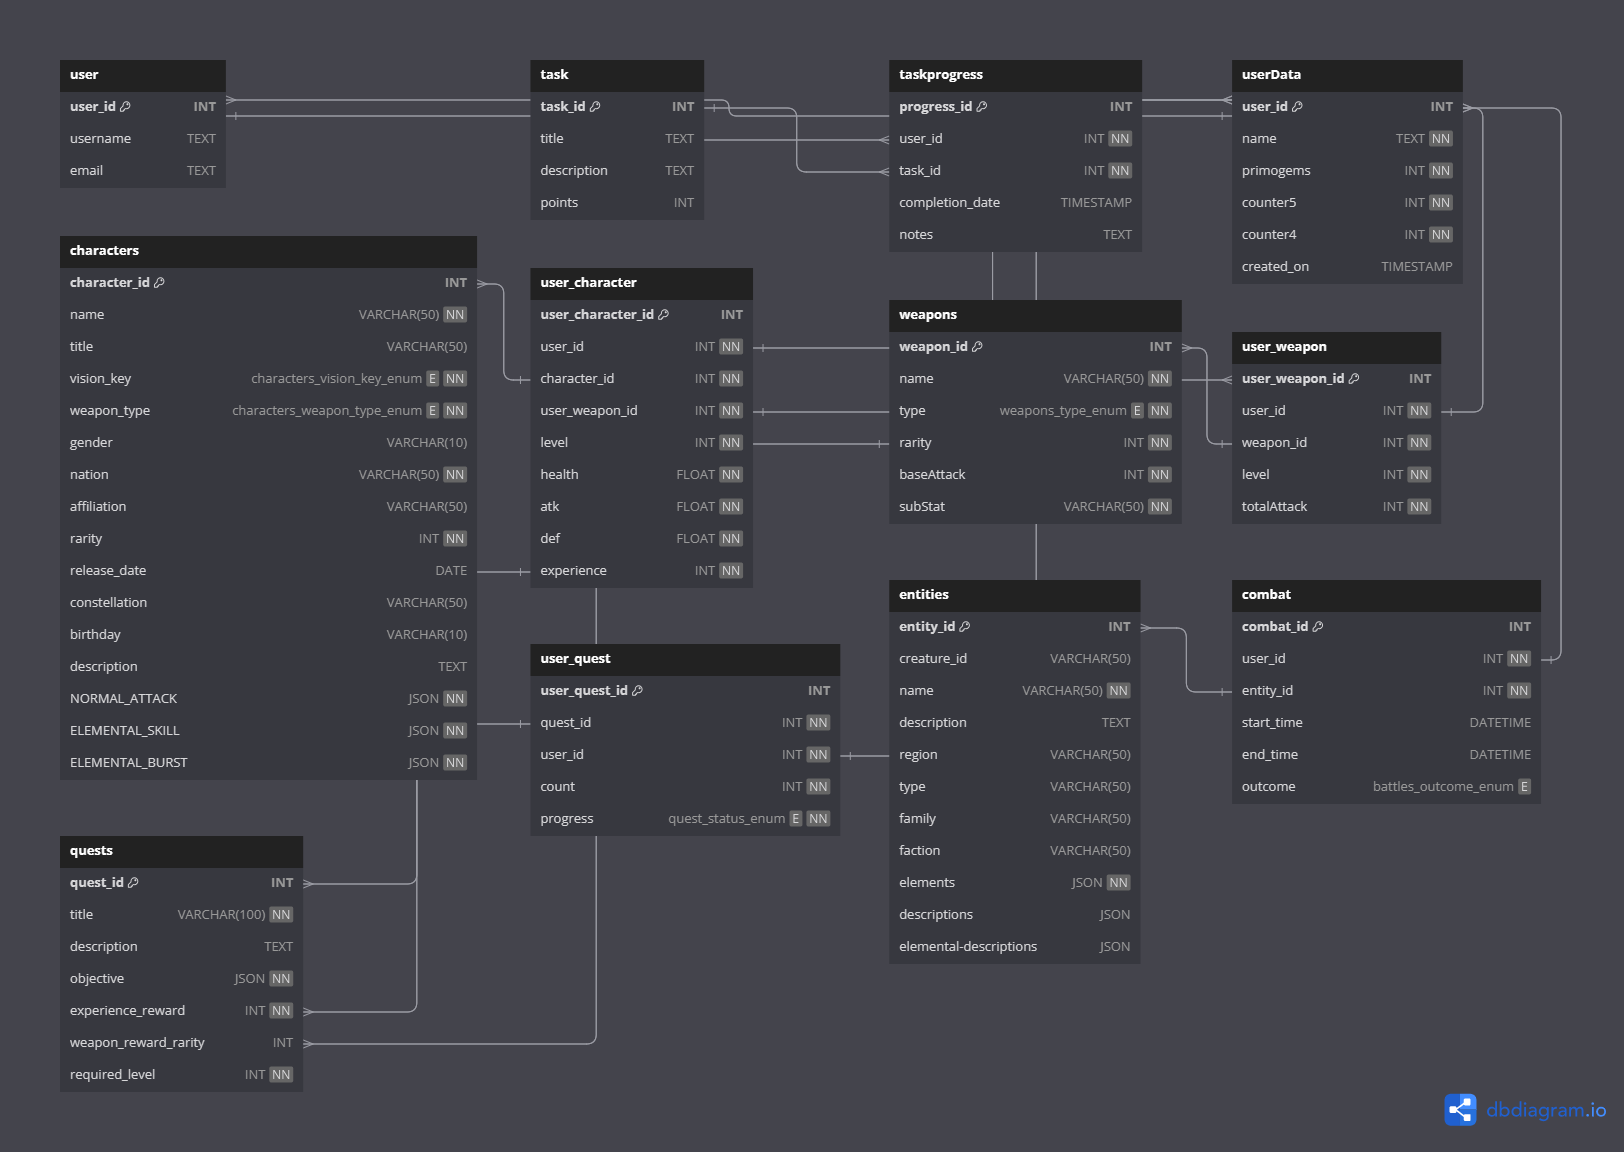 user
user_id INT
username TEXT
email TEXT
task
task_id INT
title TEXT
description TEXT
points INT
taskprogress
progress_id INT
user_id INT NN
task_id INT NN
completion_date TIMESTAMP
notes TEXT
userData
user_id INT
name TEXT NN
primogems INT NN
counter5 INT NN
counter4 INT NN
created_on TIMESTAMP
characters
character_id INT
name VARCHAR(50) NN
title VARCHAR(50)
vision_key characters_vision_key_enum E NN
weapon_type characters_weapon_type_enum E NN
gender VARCHAR(10)
nation VARCHAR(50) NN
affiliation VARCHAR(50)
rarity INT NN
release_date DATE
constellation VARCHAR(50)
birthday VARCHAR(10)
description TEXT
NORMAL_ATTACK JSON NN
ELEMENTAL_SKILL JSON NN
ELEMENTAL_BURST JSON NN
user_character
user_character_id INT
user_id INT NN
character_id INT NN
user_weapon_id INT NN
level INT NN
health FLOAT NN
atk FLOAT NN
def FLOAT NN
experience INT NN
weapons
weapon_id INT
name VARCHAR(50) NN
type weapons_type_enum E NN
rarity INT NN
baseAttack INT NN
subStat VARCHAR(50) NN
user_weapon
user_weapon_id INT
user_id INT NN
weapon_id INT NN
level INT NN
totalAttack INT NN
user_quest
user_quest_id INT
quest_id INT NN
user_id INT NN
count INT NN
progress quest_status_enum E NN
entities
entity_id INT
creature_id VARCHAR(50)
name VARCHAR(50) NN
description TEXT
region VARCHAR(50)
type VARCHAR(50)
family VARCHAR(50)
faction VARCHAR(50)
elements JSON NN
descriptions JSON
elemental-descriptions JSON
combat
combat_id INT
user_id INT NN
entity_id INT NN
start_time DATETIME
end_time DATETIME
outcome battles_outcome_enum E
quests
quest_id INT
title VARCHAR(100) NN
description TEXT
objective JSON NN
experience_reward INT NN
weapon_reward_rarity INT
required_level INT NN
dbdiagram.io